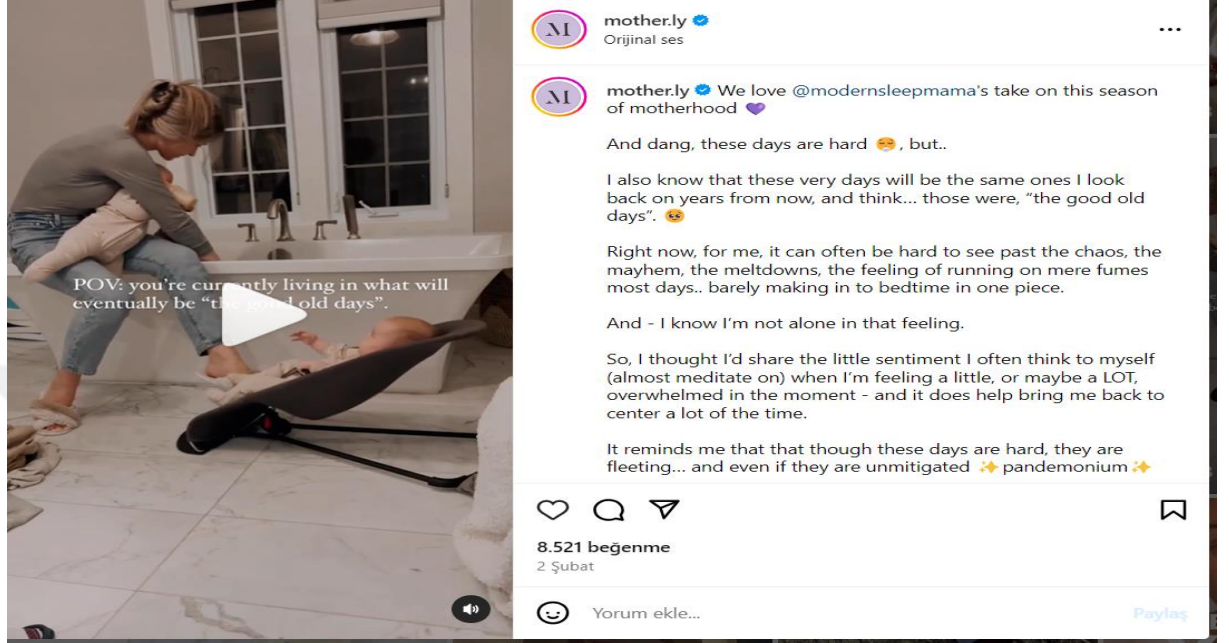 POV: you're currently living in what will
eventually be “the good old days”.
M
mother.ly
Orijinal ses
M
mother.ly We love @modernsleepmama's take on this season
of motherhood 💜
And dang, these days are hard 😮‍💨, but..
I also know that these very days will be the same ones I look
back on years from now, and think... those were, “the good old
days”. 🥹
Right now, for me, it can often be hard to see past the chaos, the
mayhem, the meltdowns, the feeling of running on mere fumes
most days.. barely making in to bedtime in one piece.
And - I know I’m not alone in that feeling.
So, I thought I’d share the little sentiment I often think to myself
(almost meditate on) when I’m feeling a little, or maybe a LOT,
overwhelmed in the moment - and it does help bring me back to
center a lot of the time.
It reminds me that that though these days are hard, they are
fleeting... and even if they are unmitigated ✨ pandemonium ✨
8.521 beğenme
2 Şubat
Yorum ekle...
Paylaş